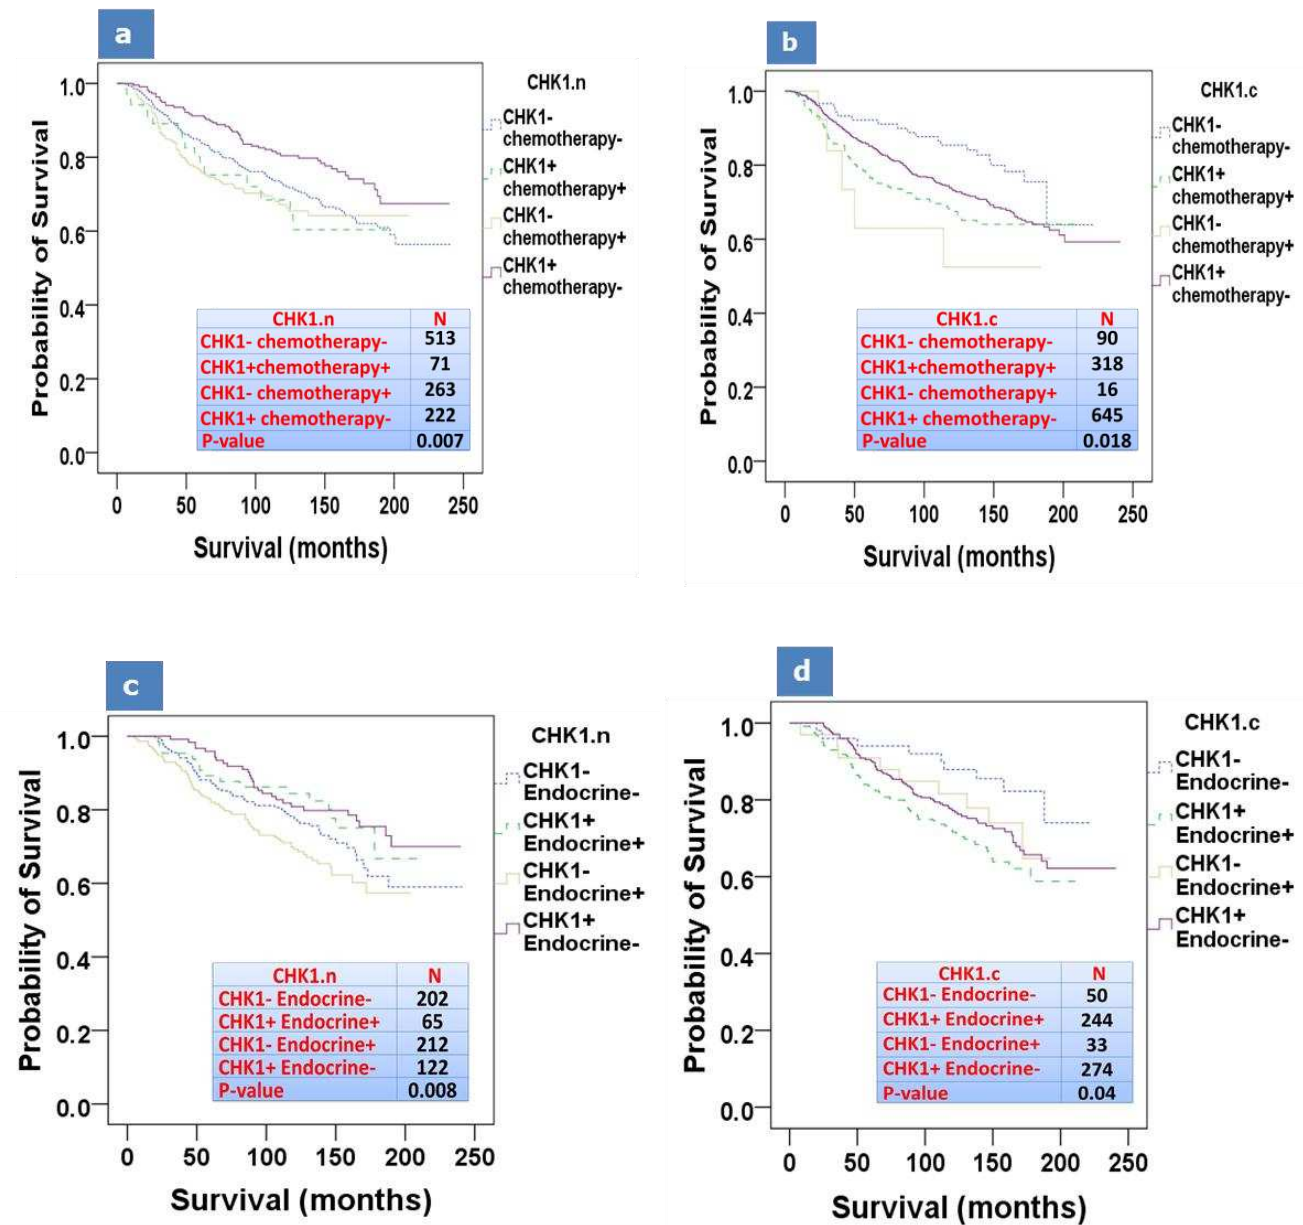 a
CHK1.n
CHK1-
chemotherapy-
CHK1+
chemotherapy+
CHK1-
chemotherapy+
CHK1+
chemotherapy-
Probability of Survival
1.0
0.8
0.6
0.4
0.2
0.0
CHK1.n N
CHK1- chemotherapy- 513
CHK1+chemotherapy+ 71
CHK1- chemotherapy+ 263
CHK1+ chemotherapy- 222
P-value 0.007
0 50 100 150 200 250
Survival (months)
b
CHK1.c
CHK1-
chemotherapy-
CHK1+
chemotherapy+
CHK1-
chemotherapy+
CHK1+
chemotherapy-
Probability of Survival
1.0
0.8
0.6
0.4
0.2
0.0
CHK1.c N
CHK1- chemotherapy- 90
CHK1+chemotherapy+ 318
CHK1- chemotherapy+ 16
CHK1+ chemotherapy- 645
P-value 0.018
0 50 100 150 200 250
Survival (months)
c
CHK1.n
CHK1-
Endocrine-
CHK1+
Endocrine+
CHK1-
Endocrine+
CHK1+
Endocrine-
Probability of Survival
1.0
0.8
0.6
0.4
0.2
0.0
CHK1.n N
CHK1- Endocrine- 202
CHK1+ Endocrine+ 65
CHK1- Endocrine+ 212
CHK1+ Endocrine- 122
P-value 0.008
0 50 100 150 200 250
Survival (months)
d
CHK1.c
CHK1-
Endocrine-
CHK1+
Endocrine+
CHK1-
Endocrine+
CHK1+
Endocrine-
Probability of Survival
1.0
0.8
0.6
0.4
0.2
0.0
CHK1.c N
CHK1- Endocrine- 50
CHK1+ Endocrine+ 244
CHK1- Endocrine+ 33
CHK1+ Endocrine- 274
P-value 0.04
0 50 100 150 200 250
Survival (months)